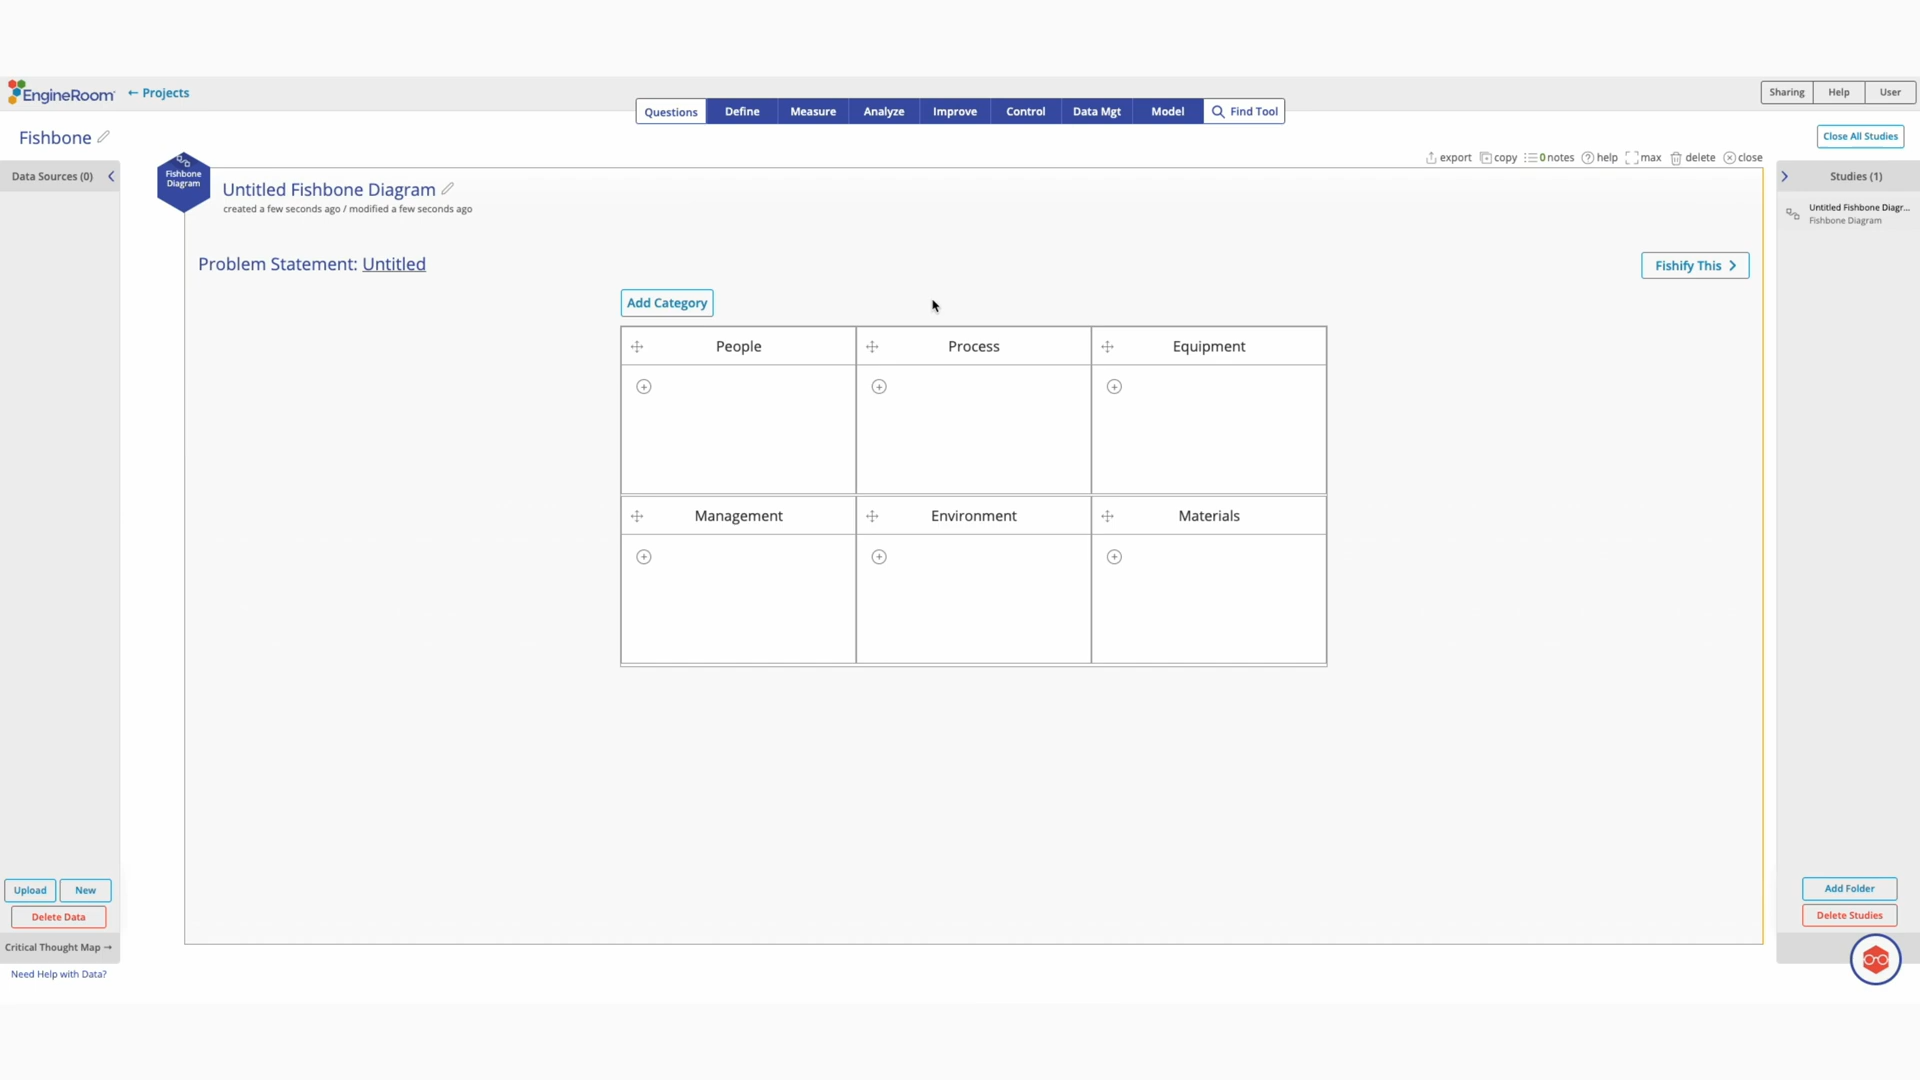 EngineRoom
← Projects
Sharing
Help
User
Questions
Define
Measure
Analyze
Improve
Control
Data Mgt
Model
Find Tool
Fishbone
Close All Studies
export
copy
0 notes
help
max
delete
close
Data Sources (0)
Fishbone
Diagram
Untitled Fishbone Diagram
created a few seconds ago / modified a few seconds ago
Studies (1)
Untitled Fishbone Diagr...
Fishbone Diagram
Problem Statement: Untitled
Fishify This
Add Category
People
Process
Equipment
Management
Environment
Materials
Upload
New
Delete Data
Critical Thought Map →
Need Help with Data?
Add Folder
Delete Studies